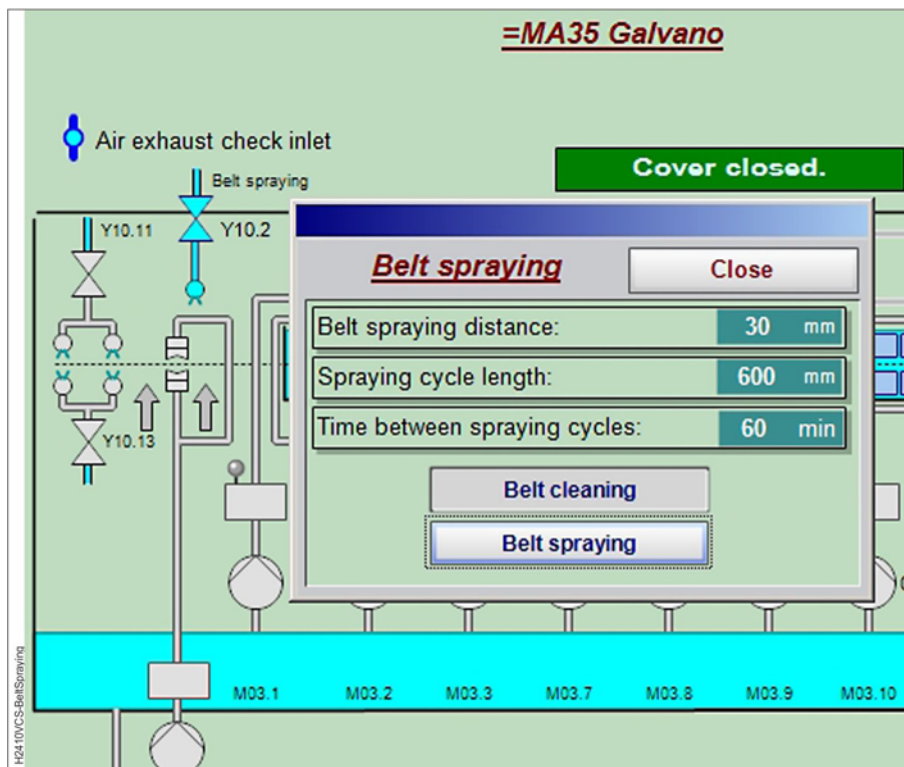 =MA35 Galvano
Air exhaust check inlet
Cover closed.
Belt spraying
Y10.11
Y10.2
Belt spraying
Close
Belt spraying distance:
30 mm
Spraying cycle length:
600 mm
Time between spraying cycles:
60 min
Y10.13
Belt cleaning
Belt spraying
M03.1
M03.2
M03.3
M03.7
M03.8
M03.9
M03.10
H2410VCS-BeltSpraying